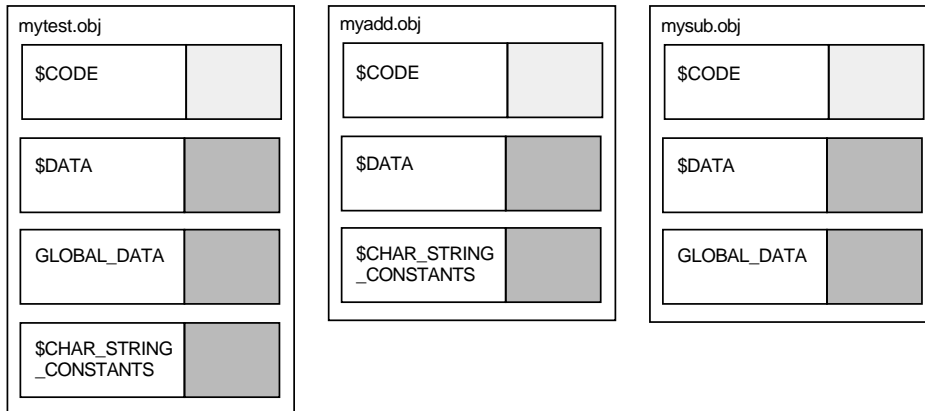 mytest.obj
$CODE
$DATA
GLOBAL_DATA
$CHAR_STRING
_CONSTANTS
myadd.obj
$CODE
$DATA
$CHAR_STRING
_CONSTANTS
mysub.obj
$CODE
$DATA
GLOBAL_DATA